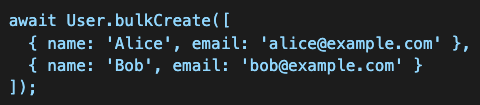 await User.bulkCreate([
  { name: 'Alice', email: 'alice@example.com' },
  { name: 'Bob', email: 'bob@example.com' }
]);